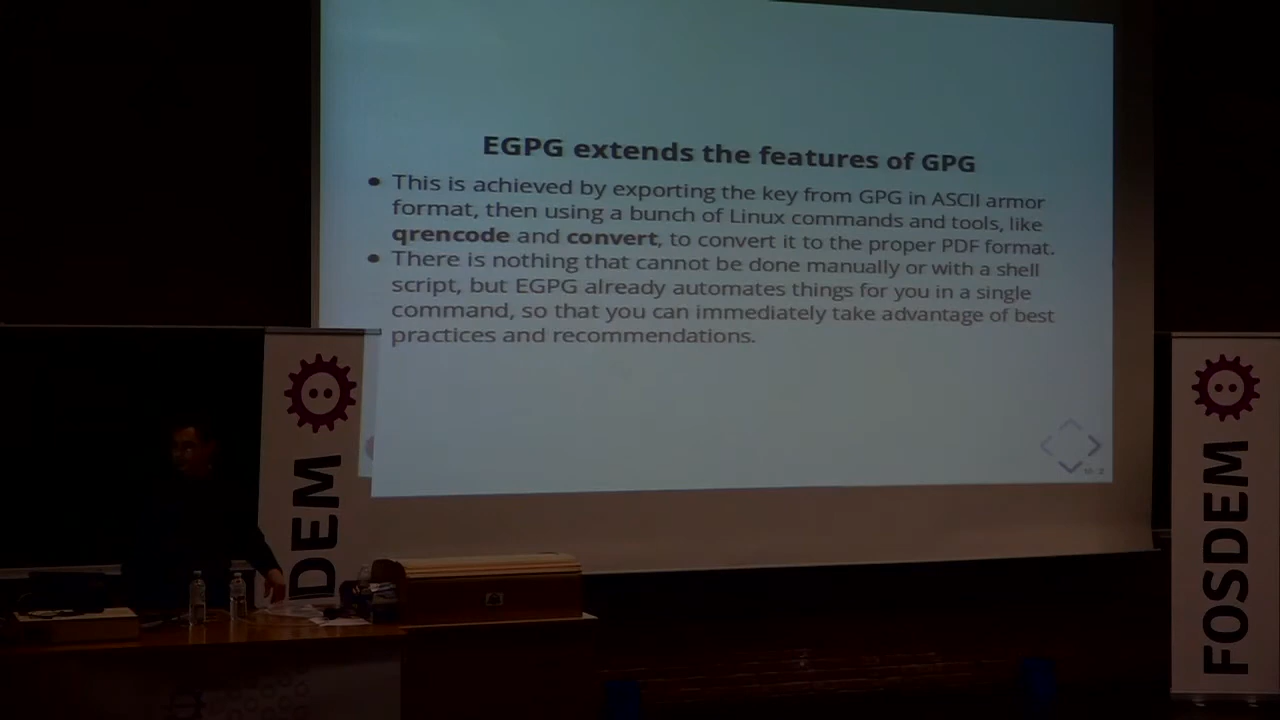 EGPG extends the features of GPG
• This is achieved by exporting the key from GPG in ASCII armor
format, then using a bunch of Linux commands and tools, like
qrencode and convert, to convert it to the proper PDF format.
• There is nothing that cannot be done manually or with a shell
script, but EGPG already automates things for you in a single
command, so that you can immediately take advantage of best
practices and recommendations.
DEM
FOSDEM